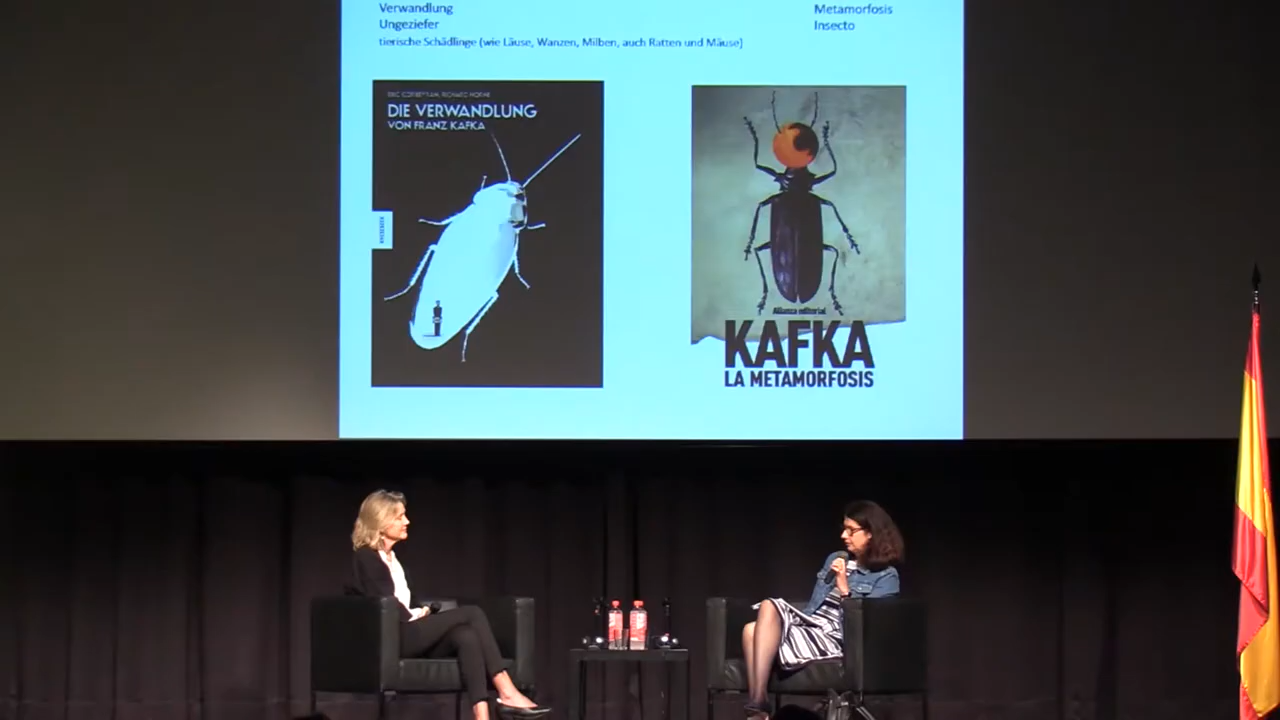 Verwandlung
Ungeziefer
tierische Schädlinge (wie Läuse, Wanzen, Milben, auch Ratten und Mäuse)
Metamorfosis
Insecto
DIE VERWANDLUNG
VON FRANZ KAFKA
Alianza editorial
KAFKA
LA METAMORFOSIS